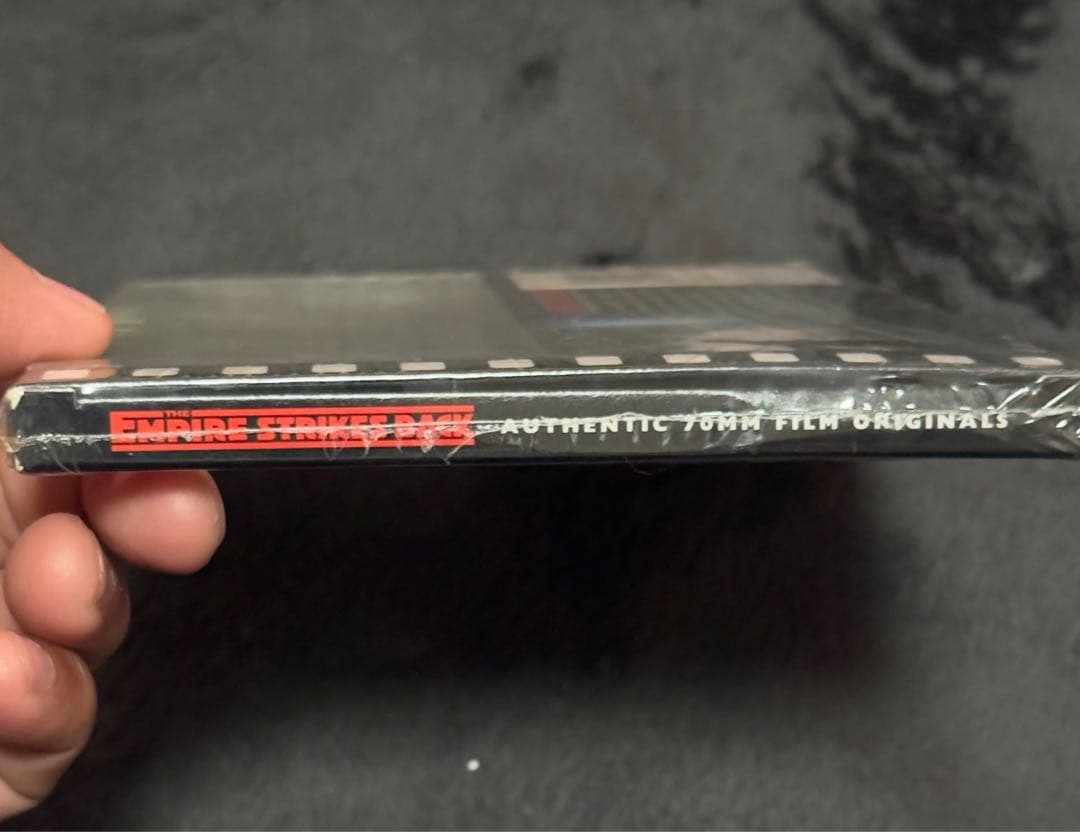 THE
EMPIRE STRIKES BACK AUTHENTIC 70MM FILM ORIGINALS